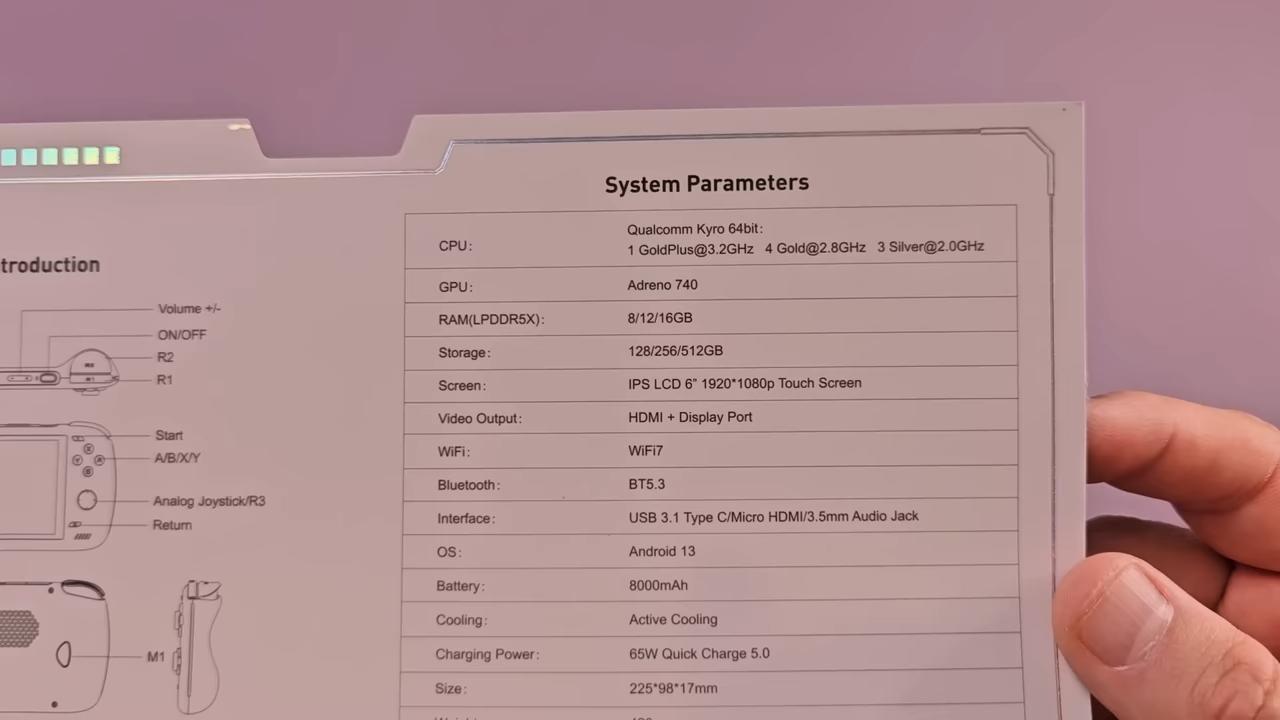 System Parameters
CPU: Qualcomm Kyro 64bit:
1 GoldPlus@3.2GHz 4 Gold@2.8GHz 3 Silver@2.0GHz
GPU: Adreno 740
RAM(LPDDR5X): 8/12/16GB
Storage: 128/256/512GB
Screen: IPS LCD 6” 1920*1080p Touch Screen
Video Output: HDMI + Display Port
WiFi: WiFi7
Bluetooth: BT5.3
Interface: USB 3.1 Type C/Micro HDMI/3.5mm Audio Jack
OS: Android 13
Battery: 8000mAh
Cooling: Active Cooling
Charging Power: 65W Quick Charge 5.0
Size: 225*98*17mm
troduction
Volume +/-
ON/OFF
R2
R1
Start
A/B/X/Y
Analog Joystick/R3
Return
M1